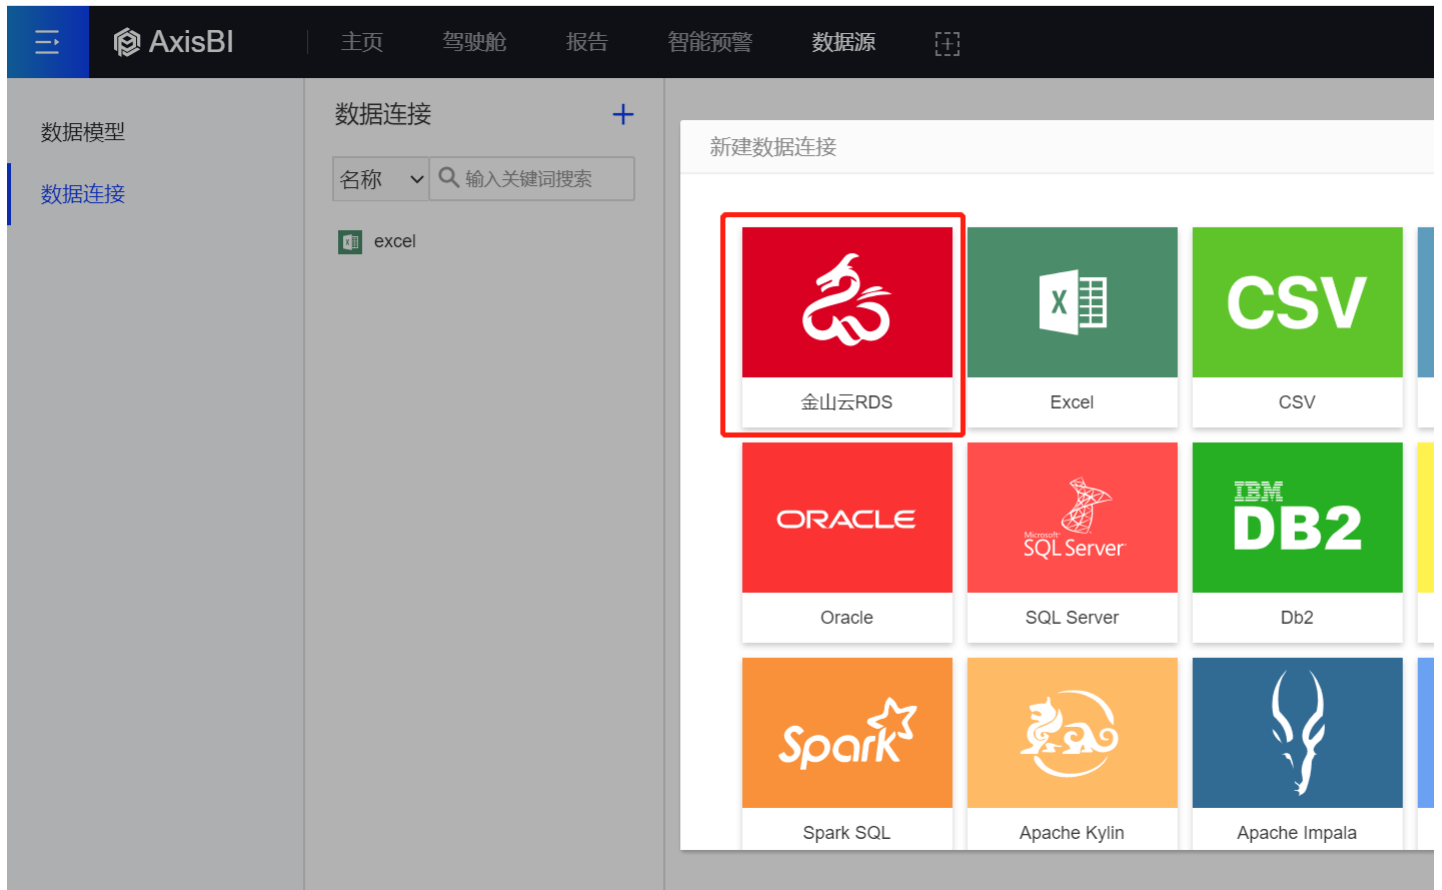 AxisBI
主页 驾驶舱 报告 智能预警 数据源
数据模型
数据连接
数据连接
名称 输入关键词搜索
excel
新建数据连接
X CSV
金山云RDS Excel CSV
ORACLE Microsoft SQL Server IBM DB2
Oracle SQL Server Db2
Spark
Spark SQL Apache Kylin Apache Impala